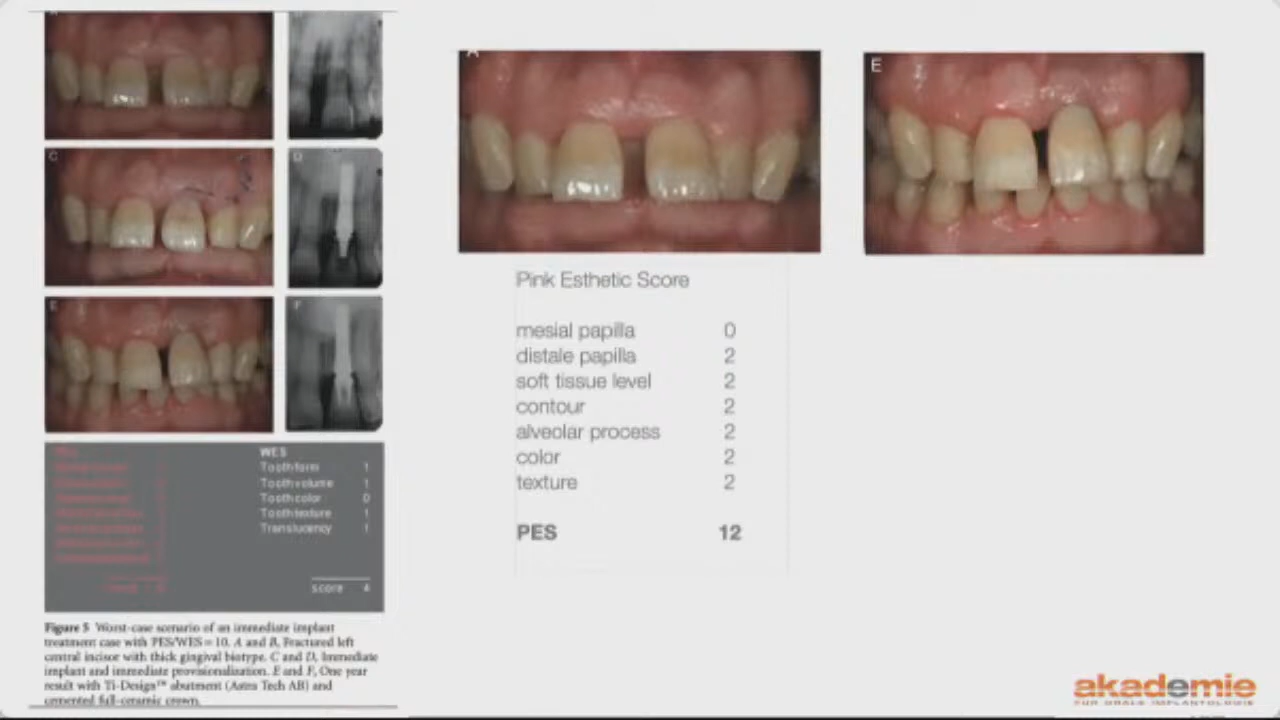 A
E
C
D
E
F
WES
Tooth form 1
Tooth volume 1
Tooth color 0
Tooth texture 1
Translucency 1
score 4
Figure 5 Worst-case scenario of an immediate implant
treatment case with PES/WES = 10. A and B, Fractured left
central incisor with thick gingival biotype. C and D, Immediate
implant and immediate provisionalization. E and F, One year
result with Ti-Design™ abutment (Astra Tech AB) and
cemented full-ceramic crown.
Pink Esthetic Score
mesial papilla 0
distale papilla 2
soft tissue level 2
contour 2
alveolar process 2
color 2
texture 2
PES 12
akademie
FÜR ORALE IMPLANTOLOGIE